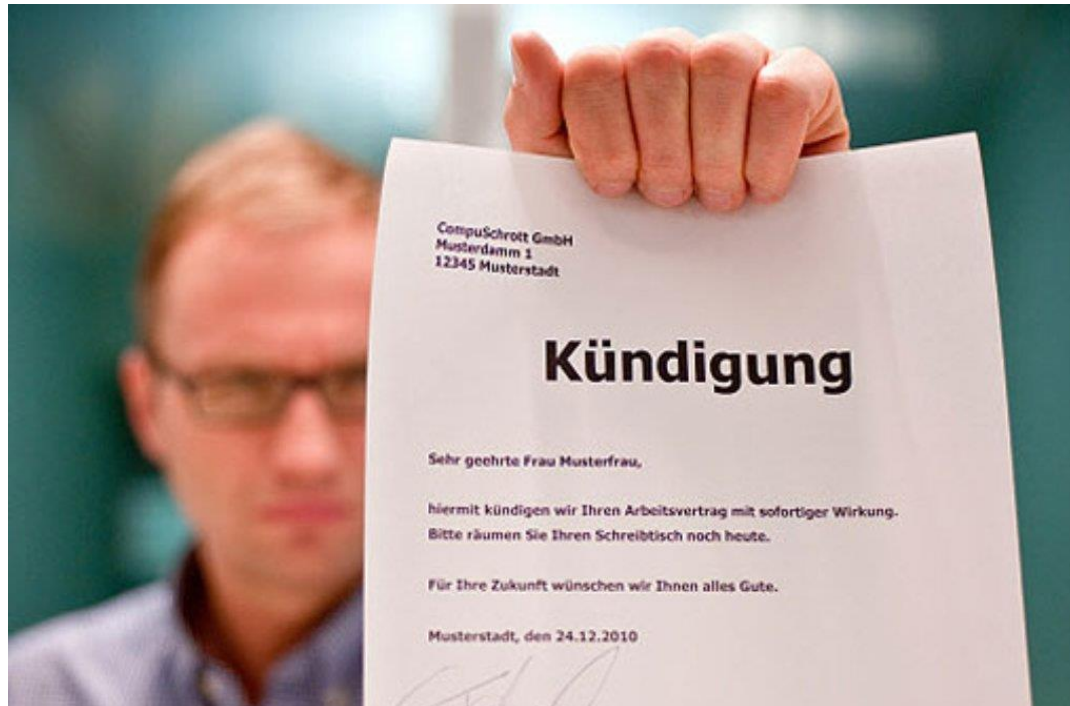 CompuSchrott GmbH
Musterdamm 1
12345 Musterstadt
Kündigung
Sehr geehrte Frau Musterfrau,
hiermit kündigen wir Ihren Arbeitsvertrag mit sofortiger Wirkung.
Bitte räumen Sie Ihren Schreibtisch noch heute.
Für Ihre Zukunft wünschen wir Ihnen alles Gute.
Musterstadt, den 24.12.2010